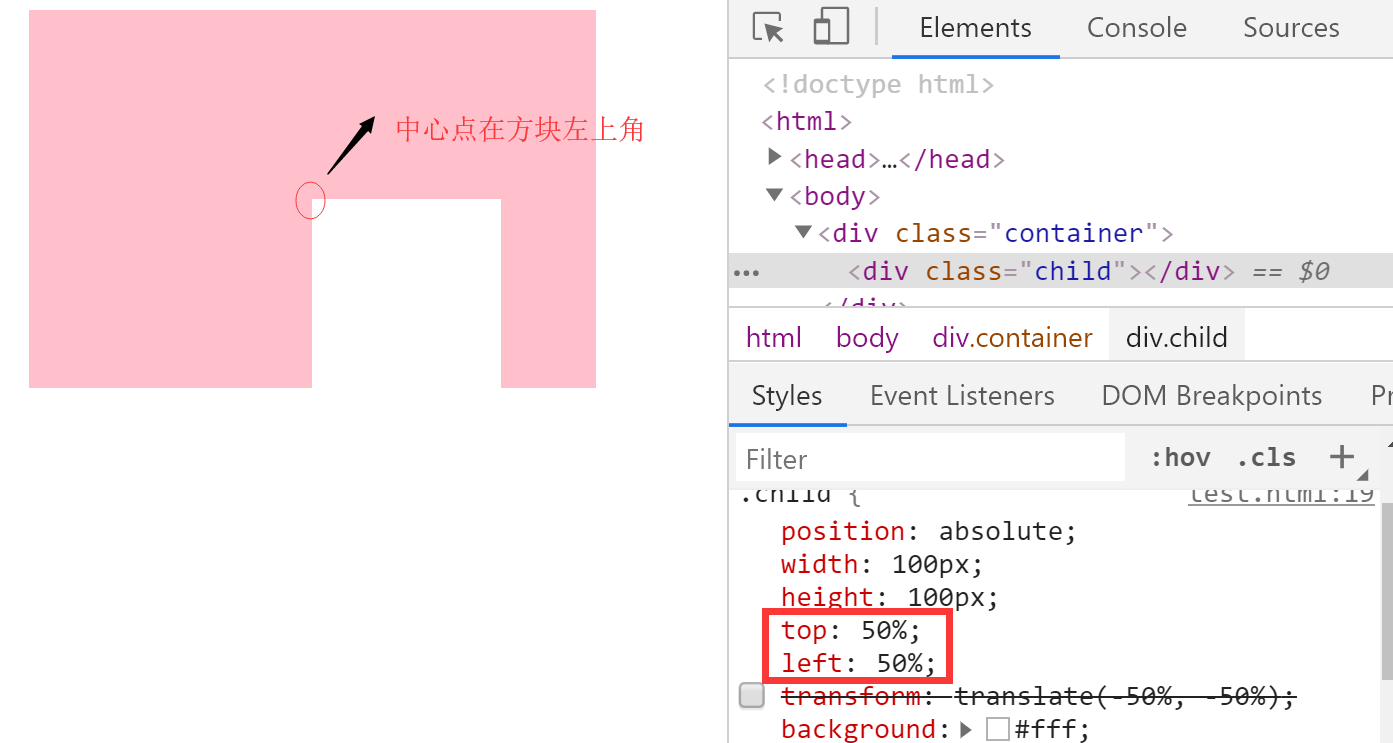 中心点在方块左上角
Elements Console Sources
<!doctype html>
<html>
<head>…</head>
<body>
<div class="container">
<div class="child"></div> == $0
</div>
html body div.container div.child
Styles Event Listeners DOM Breakpoints Pr
Filter :hov .cls +
.child { test.html:19
position: absolute;
width: 100px;
height: 100px;
top: 50%;
left: 50%;
transform: translate(-50%, -50%);
background: #fff;